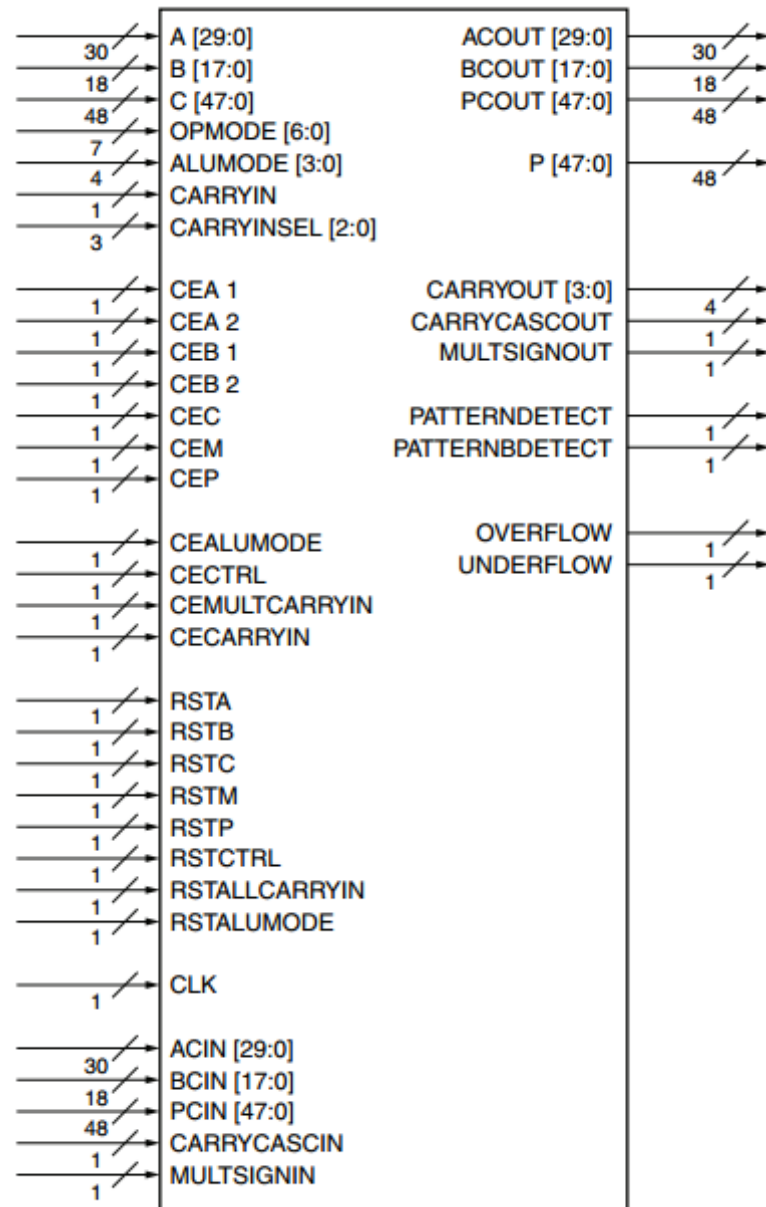 A [29:0] ACOUT [29:0]
30 30
B [17:0] BCOUT [17:0]
18 18
C [47:0] PCOUT [47:0]
48 48
OPMODE [6:0]
7
ALUMODE [3:0] P [47:0]
4 48
CARRYIN
1
CARRYINSEL [2:0]
3
CEA 1 CARRYOUT [3:0]
1 4
CEA 2 CARRYCASCOUT
1 1
CEB 1 MULTSIGNOUT
1 1
CEB 2
1
CEC PATTERNDETECT
1 1
CEM PATTERNBDETECT
1 1
CEP
1
OVERFLOW
CEALUMODE 1
1 UNDERFLOW
CECTRL 1
1
CEMULTCARRYIN
1
CECARRYIN
1
RSTA
1
RSTB
1
RSTC
1
RSTM
1
RSTP
1
RSTCTRL
1
RSTALLCARRYIN
1
RSTALUMODE
1
CLK
1
ACIN [29:0]
30
BCIN [17:0]
18
PCIN [47:0]
48
CARRYCASCIN
1
MULTSIGNIN
1